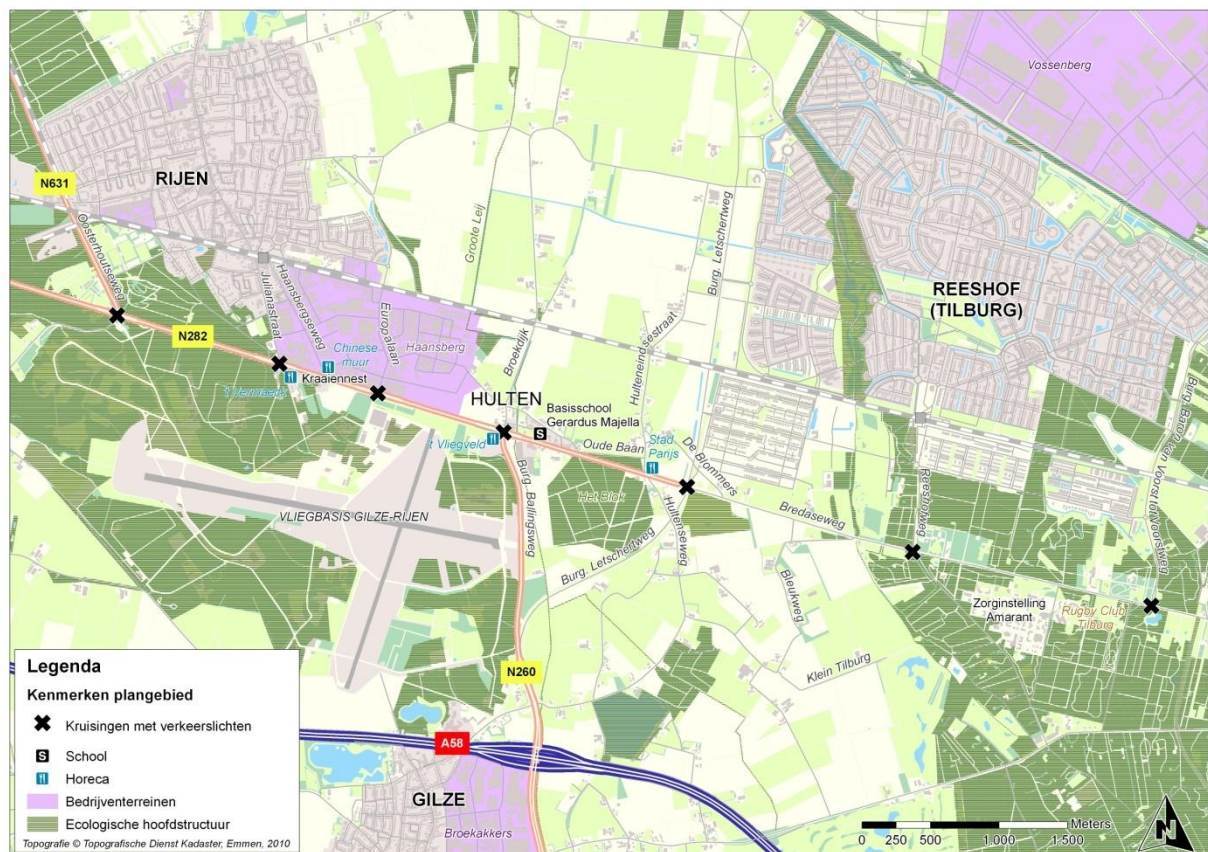 Vossenberg
N631
RIJEN
Oosterhoutseweg
Groote Leij
Burg. Letschertweg
REESHOF
(TILBURG)
Julianastraat
Haansbergseweg
Europalaan
N282
Chinese
muur
Haansberg
Broekdijk
Hulteneindsestraat
Kraaiennest
HULTEN
Basisschool
Gerardus Majella
't Vliegveld
Oude Baan
Stad
Parijs
De Blommers
Burg. Baron van Voorst tot Voorstweg
Reeshofweg
Het Blok
Bredaseweg
VLIEGBASIS GILZE-RIJEN
Burg. Ballingsweg
Burg. Letschertweg
Hultenseweg
Bleukweg
Zorginstelling
Amarant
Rugby Club
Tilburg
Klein Tilburg
N260
A58
GILZE
Broekakkers
Legenda
Kenmerken plangebied
Kruisingen met verkeerslichten
S School
Horeca
Bedrijventerreinen
Ecologische hoofdstructuur
Topografie © Topografische Dienst Kadaster, Emmen, 2010
Meters
0 250 500 1.000 1.500
N